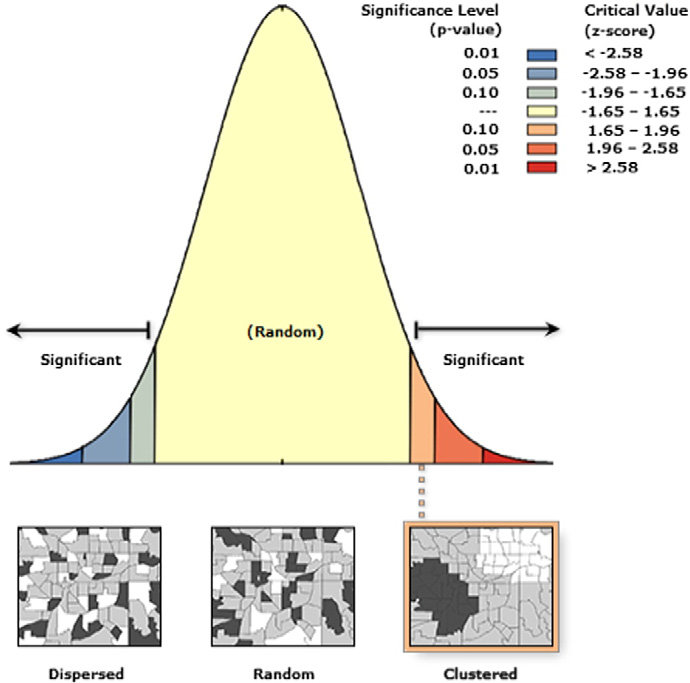 Significance Level Critical Value
(p-value) (z-score)
0.01 < -2.58
0.05 -2.58 – -1.96
0.10 -1.96 – -1.65
--- -1.65 – 1.65
0.10 1.65 – 1.96
0.05 1.96 – 2.58
0.01 > 2.58
(Random)
Significant Significant
Dispersed Random Clustered